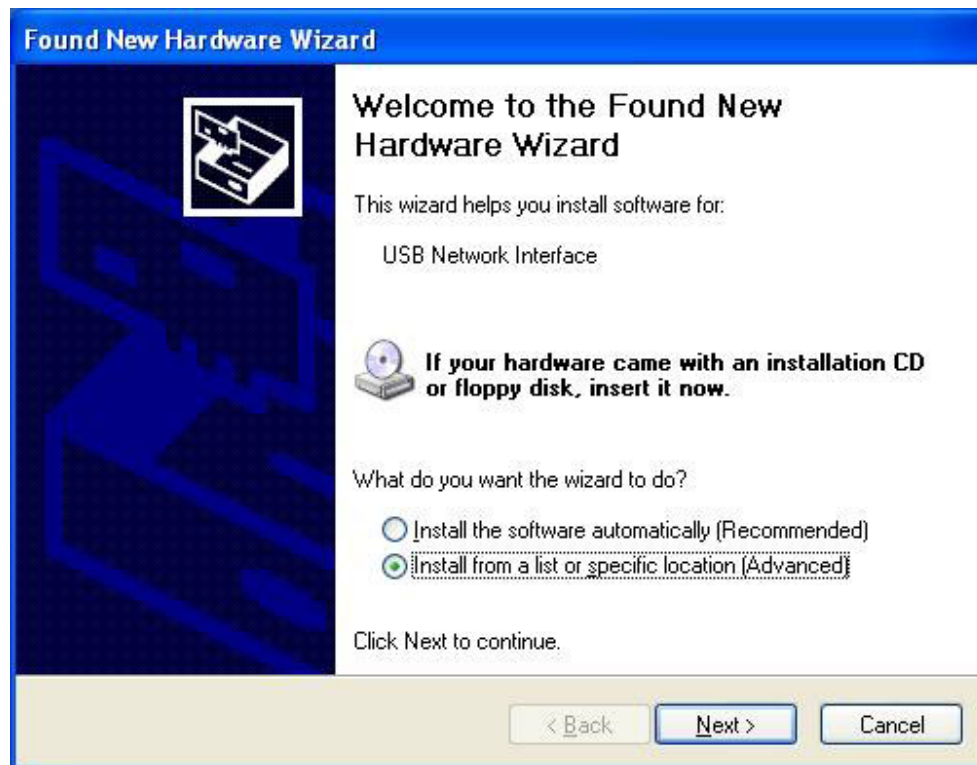 Found New Hardware Wizard
Welcome to the Found New
Hardware Wizard
This wizard helps you install software for:
USB Network Interface
If your hardware came with an installation CD
or floppy disk, insert it now.
What do you want the wizard to do?
Install the software automatically (Recommended)
Install from a list or specific location (Advanced)
Click Next to continue.
< Back Next > Cancel